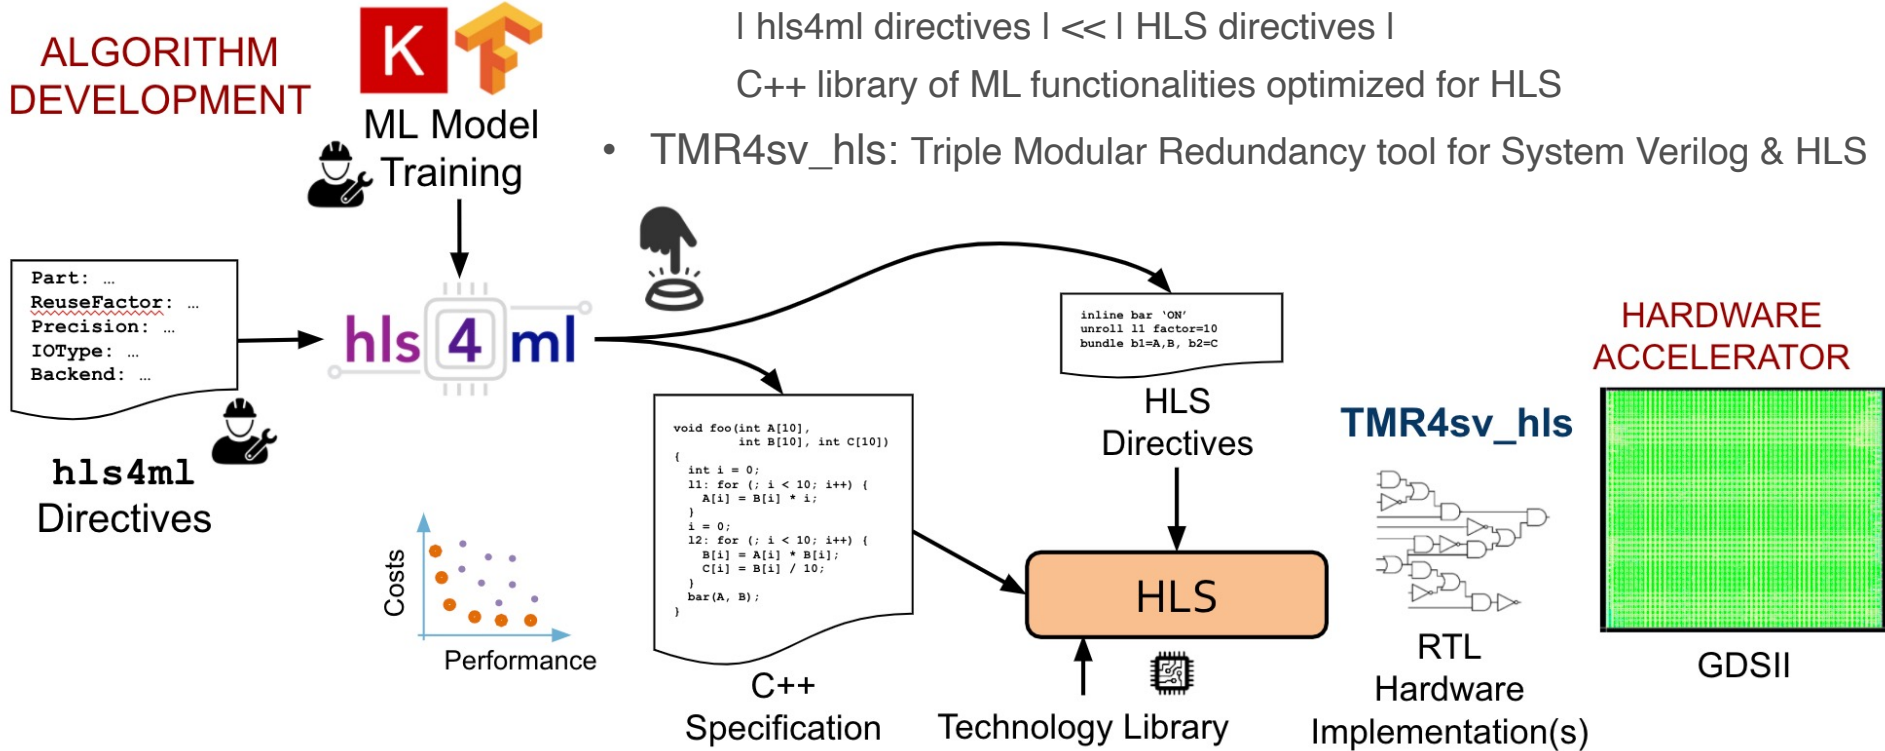 | hls4ml directives | << | HLS directives |
C++ library of ML functionalities optimized for HLS
• TMR4sv_hls: Triple Modular Redundancy tool for System Verilog & HLS
ALGORITHM
DEVELOPMENT
K
ML Model
Training
Part: …
ReuseFactor: …
Precision: …
IOType: …
Backend: …
hls4ml
Directives
hls 4 ml
Costs
Performance
void foo(int A[10],
int B[10], int C[10])
{
int i = 0;
l1: for (; i < 10; i++) {
A[i] = B[i] * i;
}
i = 0;
l2: for (; i < 10; i++) {
B[i] = A[i] * B[i];
C[i] = B[i] / 10;
}
bar(A, B);
}
C++
Specification
inline bar ‘ON’
unroll l1 factor=10
bundle b1=A,B, b2=C
HLS
Directives
HLS
Technology Library
TMR4sv_hls
RTL
Hardware
Implementation(s)
HARDWARE
ACCELERATOR
GDSII